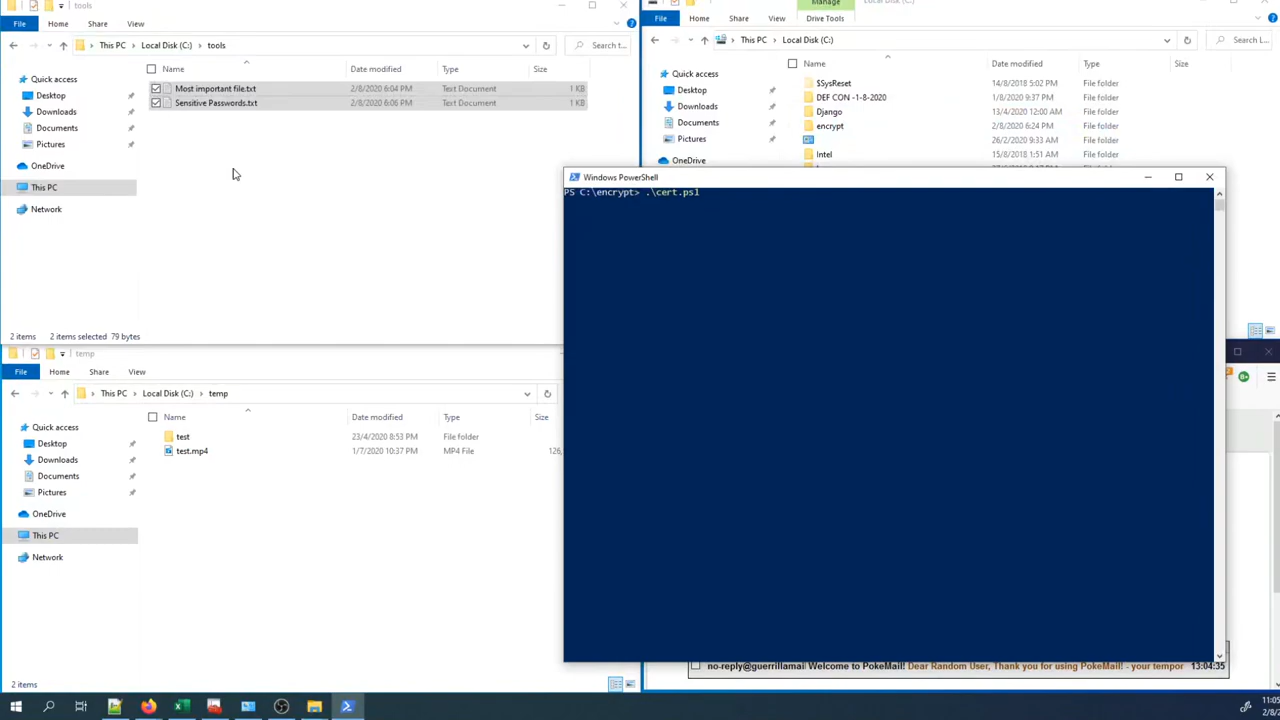 tools
File
Home
Share
View
This PC
Local Disk (C:)
tools
Search t...
Name
Date modified
Type
Size
Quick access
Desktop
Downloads
Documents
Pictures
OneDrive
This PC
Network
Most important file.txt 2/8/2020 6:04 PM Text Document 1 KB
Sensitive Passwords.txt 2/8/2020 6:06 PM Text Document 1 KB
2 items 2 items selected 79 bytes
Manage
Local Disk (C:)
File
Home
Share
View
Drive Tools
This PC
Local Disk (C:)
Search L...
Name
Date modified
Type
Size
Quick access
Desktop
Downloads
Documents
Pictures
OneDrive
$SysReset 14/8/2018 5:02 PM File folder
DEF CON -1-8-2020 1/8/2020 9:37 PM File folder
Django 13/4/2020 12:00 AM File folder
encrypt 2/8/2020 6:24 PM File folder
26/2/2020 9:33 AM File folder
Intel 15/8/2018 1:51 AM File folder
Windows PowerShell
PS C:\encrypt> .\cert.ps1
temp
File
Home
Share
View
This PC
Local Disk (C:)
temp
Name
Date modified
Type
Size
Quick access
Desktop
Downloads
Documents
Pictures
OneDrive
This PC
Network
test 23/4/2020 8:53 PM File folder
test.mp4 1/7/2020 10:37 PM MP4 File 126,
2 items
no-reply@guerrillamai Welcome to PokeMail! Dear Random User, Thank you for using PokeMail! - your tempor 13:04:35
11:05
2/8/2